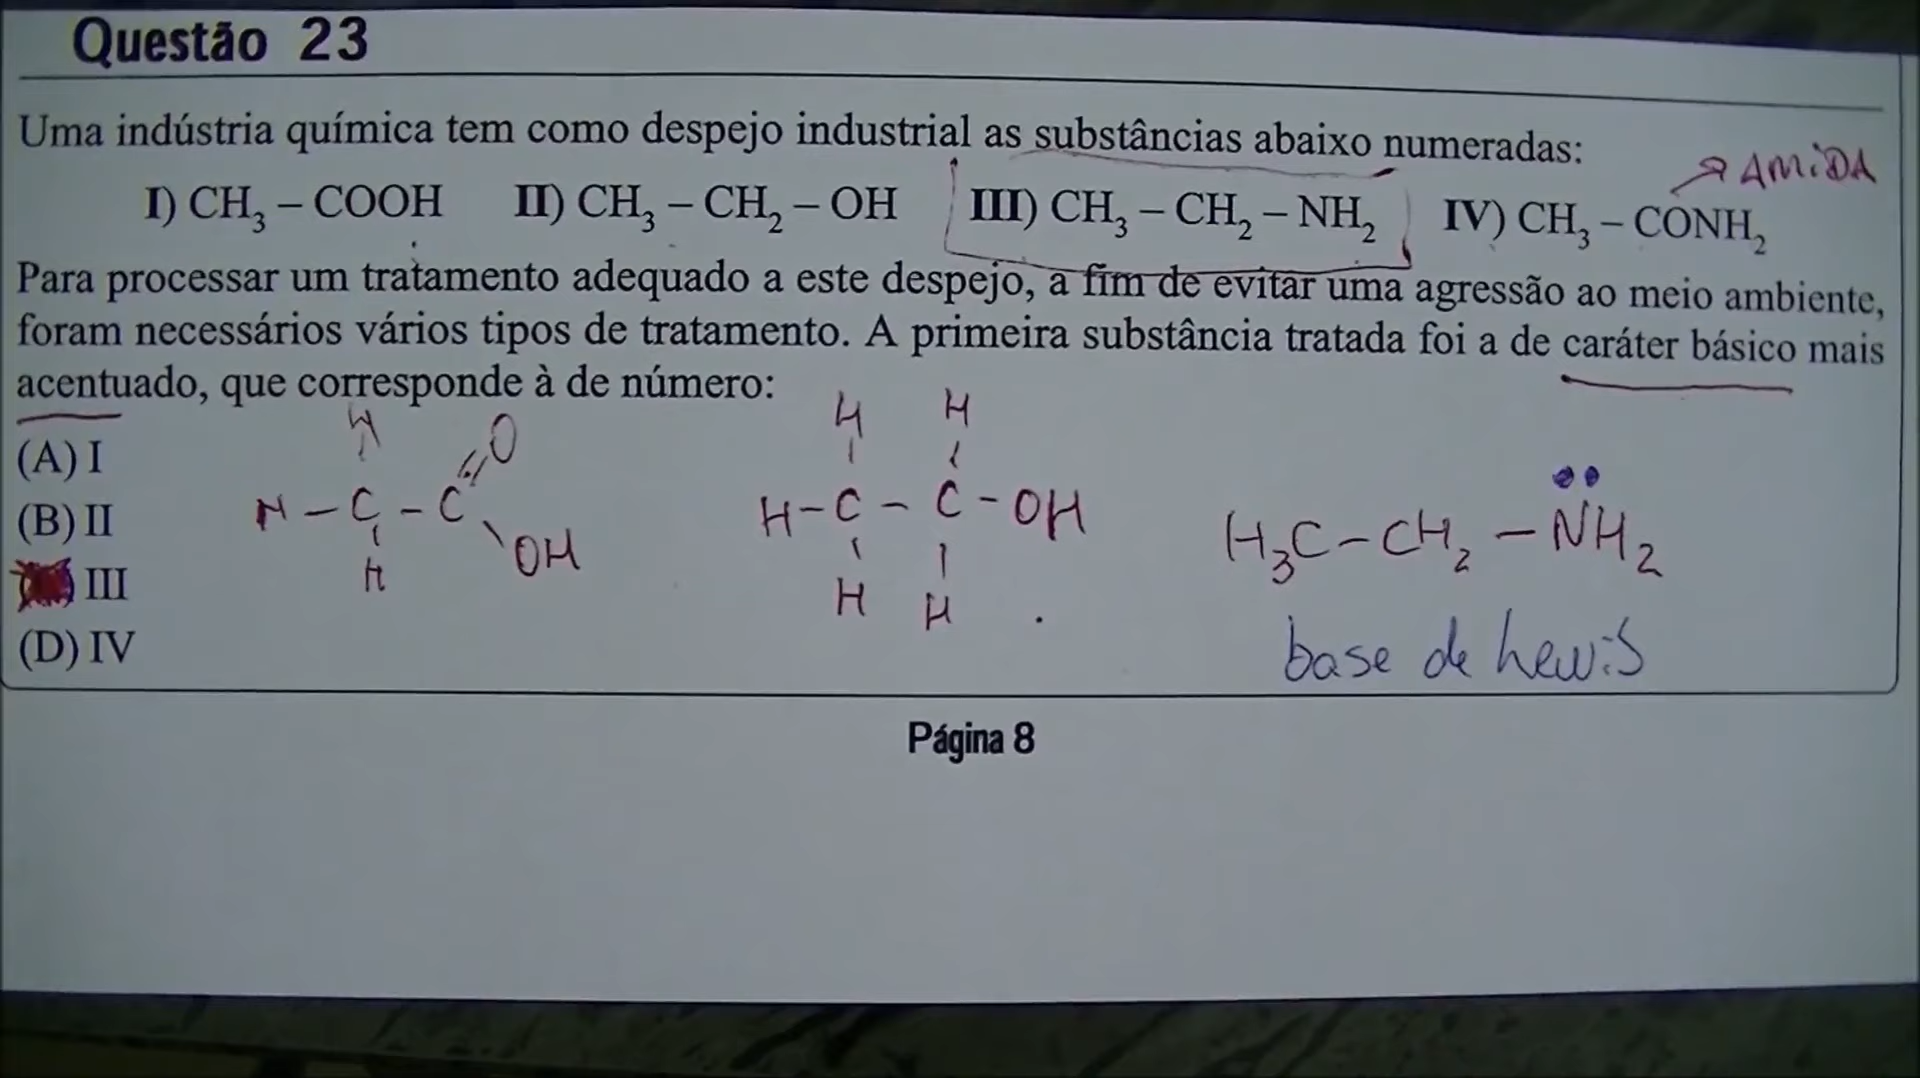 Questão 23
Uma indústria química tem como despejo industrial as substâncias abaixo numeradas:
→ AMiDA
I) CH₃ – COOH II) CH₃ – CH₂ – OH III) CH₃ – CH₂ – NH₂ IV) CH₃ – CONH₂
Para processar um tratamento adequado a este despejo, a fim de evitar uma agressão ao meio ambiente,
foram necessários vários tipos de tratamento. A primeira substância tratada foi a de caráter básico mais
acentuado, que corresponde à de número:
(A) I
(B) II
III
(D) IV
H O
H – C – C
H OH
H H
H – C – C – OH
H H
H₃C – CH₂ – NH₂
base de Lewis
Página 8